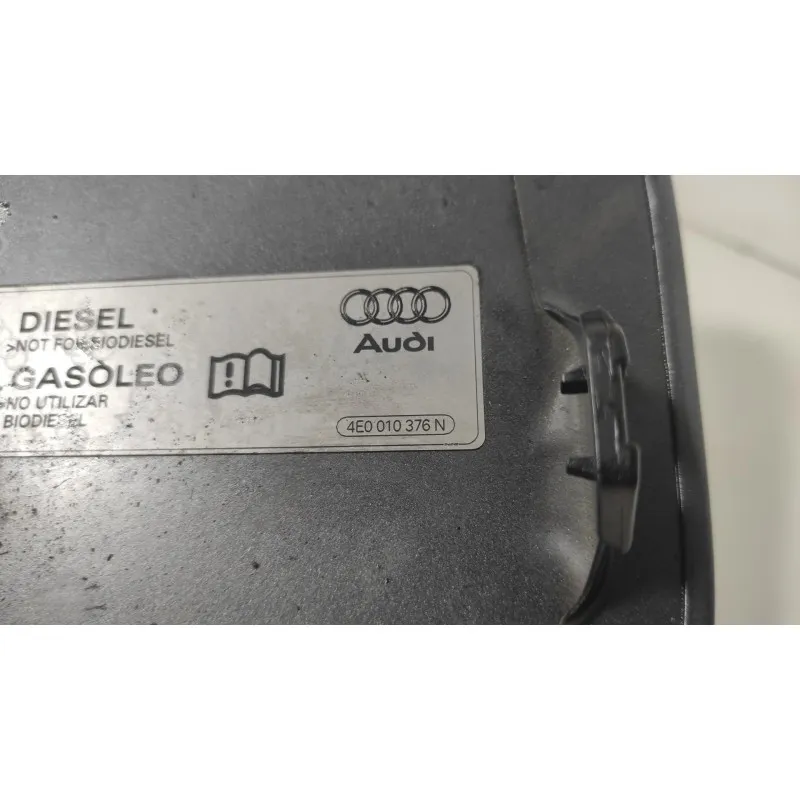 DIESEL
>NOT FOR BIODIESEL
GASÒLEO
>NO UTILIZAR
BIODIESEL
Audi
4E0 010 376 N